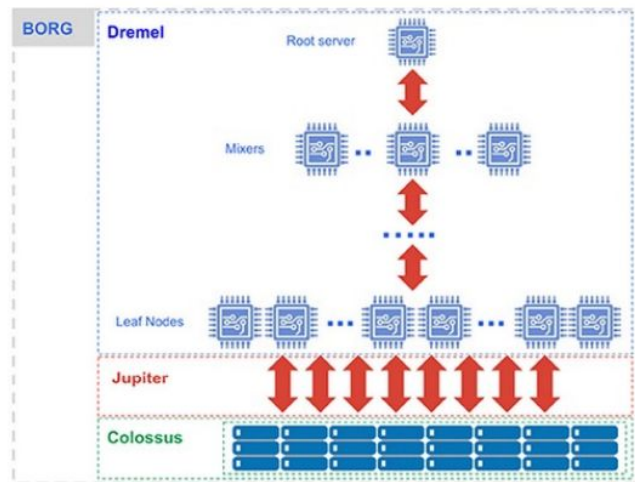 BORG
Dremel
Root server
Mixers
Leaf Nodes
Jupiter
Colossus